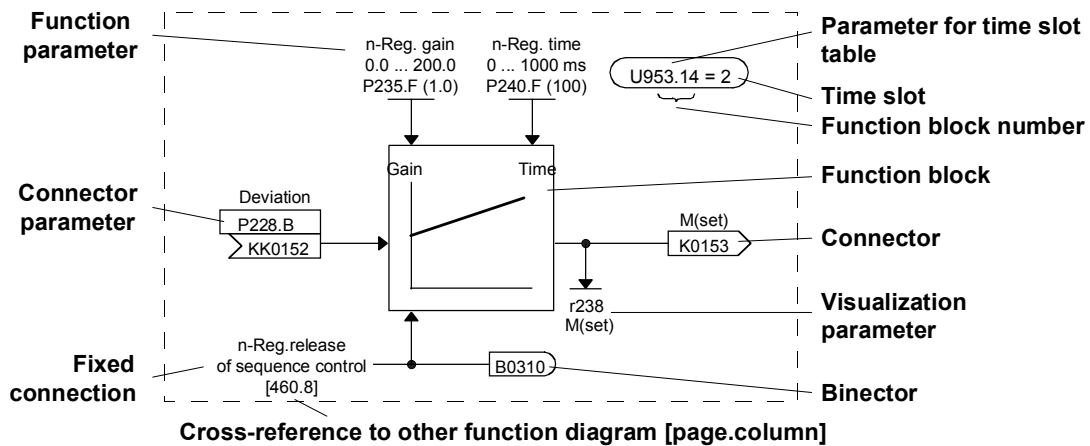 Function
parameter
n-Reg. gain
0.0 ... 200.0
P235.F (1.0)
n-Reg. time
0 ... 1000 ms
P240.F (100)
U953.14 = 2
Parameter for time slot
table
Time slot
Function block number
Gain
Time
Function block
Connector
parameter
Deviation
P228.B
KK0152
M(set)
K0153
Connector
r238
M(set)
Visualization
parameter
Fixed
connection
n-Reg.release
of sequence control
[460.8]
B0310
Binector
Cross-reference to other function diagram [page.column]